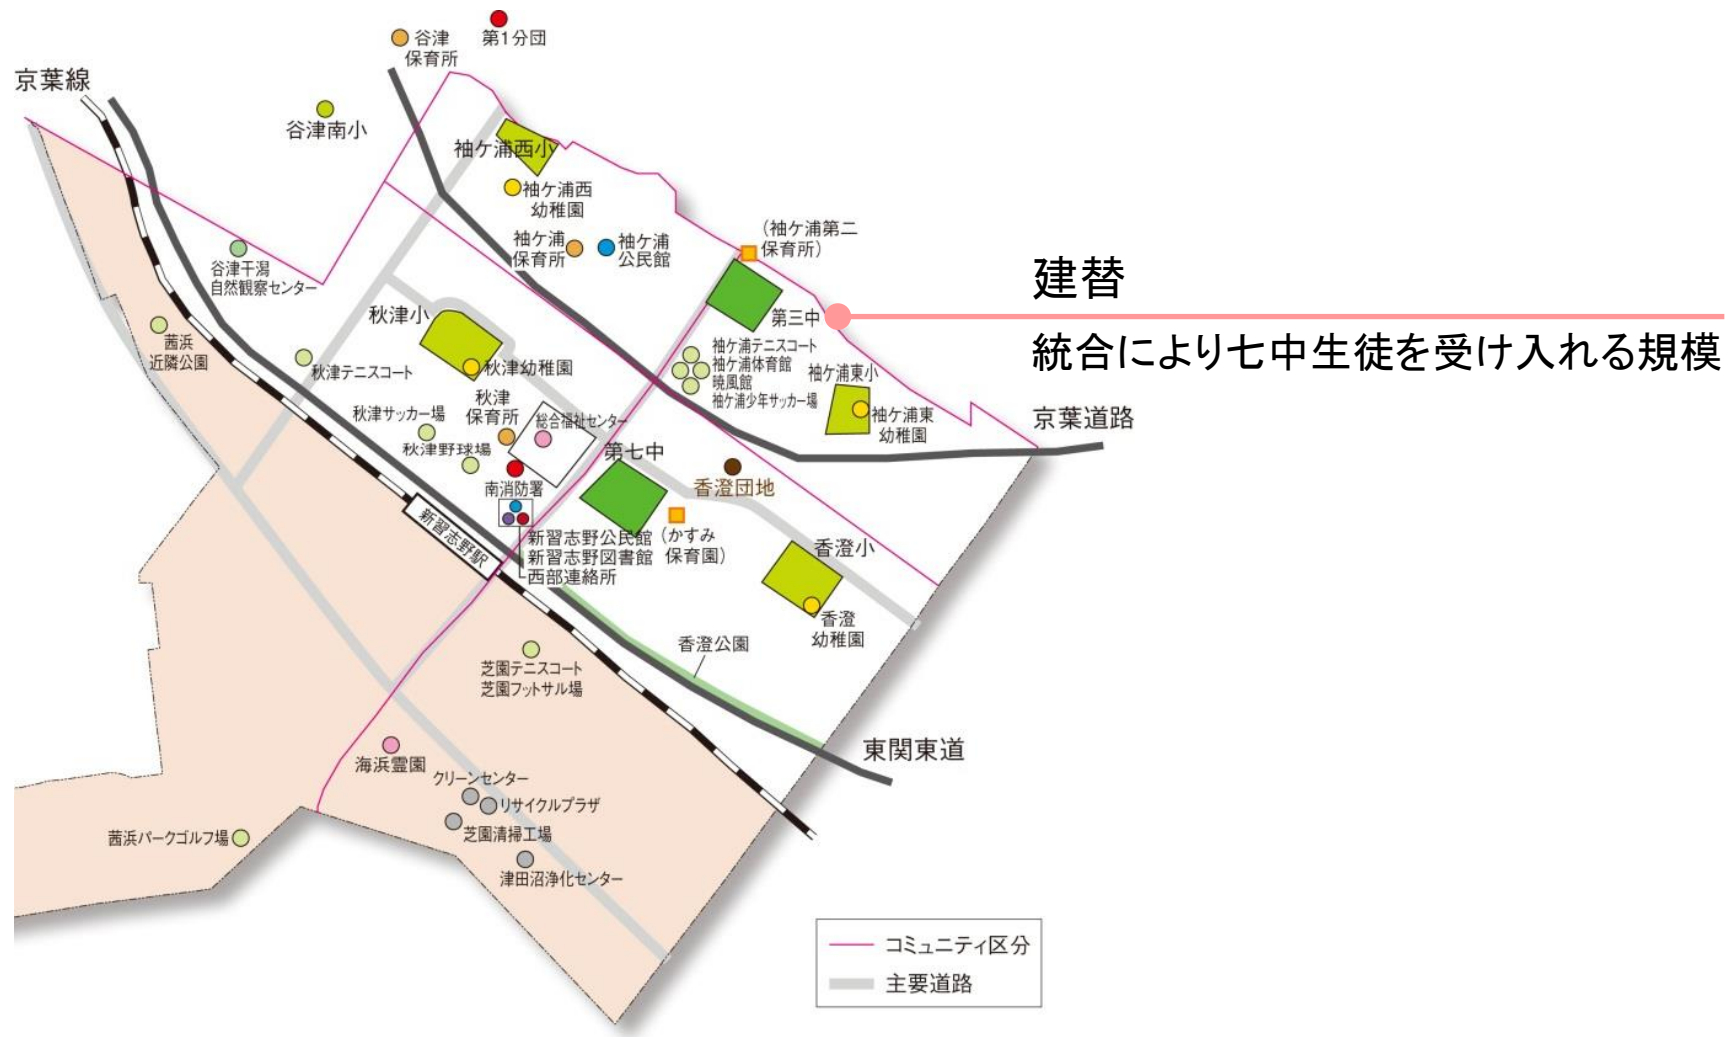 谷津
保育所
第1分団
京葉線
谷津南小
袖ケ浦西小
袖ケ浦西
幼稚園
袖ケ浦
保育所
袖ケ浦
公民館
（袖ケ浦第二
保育所）
谷津干潟
自然観察センター
建替
統合により七中生徒を受け入れる規模
第三中
秋津小
茜浜
近隣公園
秋津テニスコート
秋津幼稚園
袖ケ浦テニスコート
袖ケ浦体育館
暁風館
袖ケ浦少年サッカー場
袖ケ浦東小
袖ケ浦東
幼稚園
京葉道路
秋津
保育所
秋津サッカー場
総合福祉センター
秋津野球場
第七中
南消防署
香澄団地
新習志野駅
新習志野公民館
新習志野図書館
西部連絡所
（かすみ
保育園）
香澄小
香澄
幼稚園
香澄公園
芝園テニスコート
芝園フットサル場
東関東道
海浜霊園
クリーンセンター
リサイクルプラザ
芝園清掃工場
茜浜パークゴルフ場
津田沼浄化センター
コミュニティ区分
主要道路